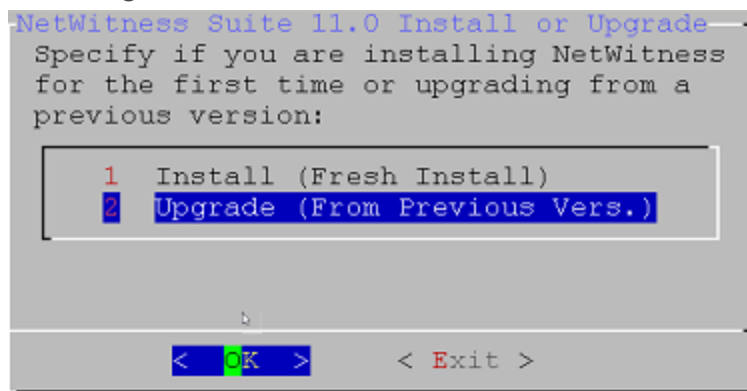 NetWitness Suite 11.0 Install or Upgrade
Specify if you are installing NetWitness
for the first time or upgrading from a
previous version:
1 Install (Fresh Install)
2 Upgrade (From Previous Vers.)
< OK > < Exit >